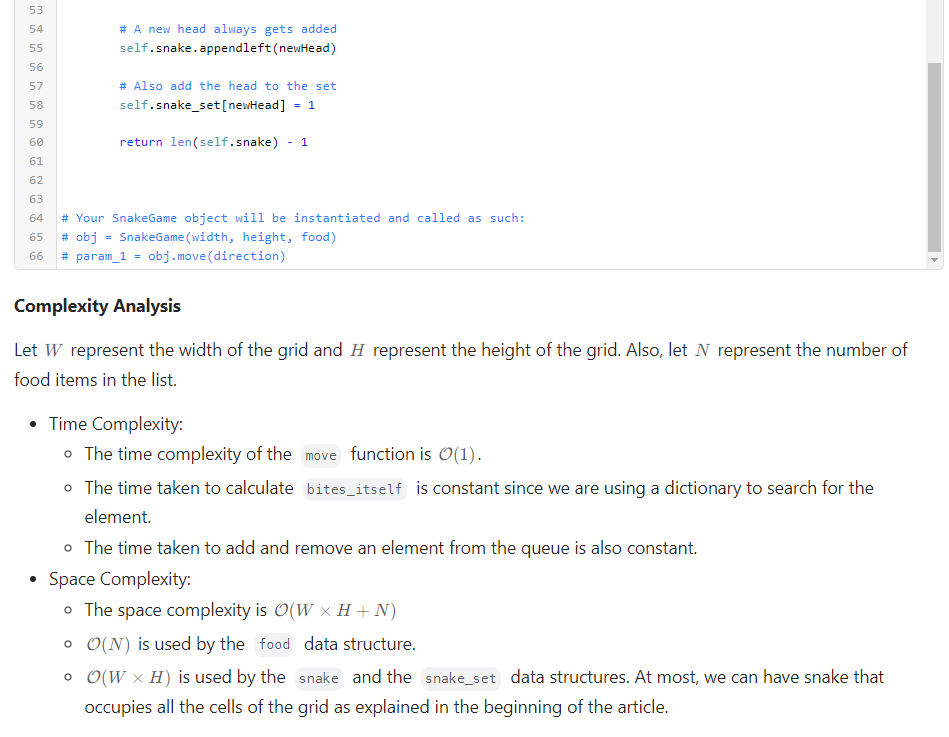 53
54 # A new head always gets added
55 self.snake.appendleft(newHead)
56
57 # Also add the head to the set
58 self.snake_set[newHead] = 1
59
60 return len(self.snake) - 1
61
62
63
64 # Your SnakeGame object will be instantiated and called as such:
65 # obj = SnakeGame(width, height, food)
66 # param_1 = obj.move(direction)
Complexity Analysis
Let W represent the width of the grid and H represent the height of the grid. Also, let N represent the number of
food items in the list.
• Time Complexity:
◦ The time complexity of the move function is O(1).
◦ The time taken to calculate bites_itself is constant since we are using a dictionary to search for the
element.
◦ The time taken to add and remove an element from the queue is also constant.
• Space Complexity:
◦ The space complexity is O(W × H + N)
◦ O(N) is used by the food data structure.
◦ O(W × H) is used by the snake and the snake_set data structures. At most, we can have snake that
occupies all the cells of the grid as explained in the beginning of the article.